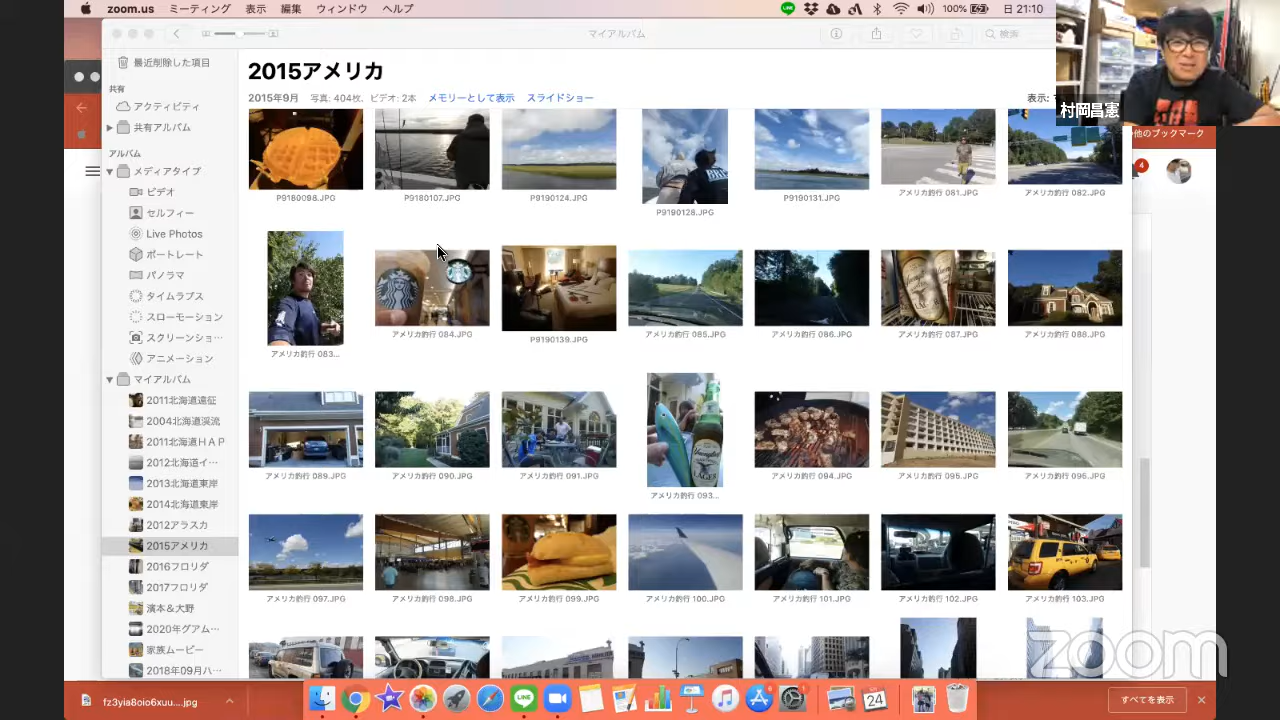 zoom.us ミーティング 表示 編集 ウィンドウ ヘルプ
LINE
100% 日 21:10
マイアルバム
検索
村岡昌憲
最近削除した項目
共有
アクティビティ
共有アルバム
アルバム
メディアタイプ
ビデオ
セルフィー
Live Photos
ポートレート
パノラマ
タイムラプス
スローモーション
スクリーンショ…
アニメーション
マイアルバム
2011北海道遠征
2004北海道渓流
2011北海道ＨＡＰ
2012北海道イ…
2013北海道東岸
2014北海道東岸
2012アラスカ
2015アメリカ
2016フロリダ
2017フロリダ
濱本＆大野
2020年グアム…
家族ムービー
2018年09月ハ…
2015アメリカ
2015年9月 写真: 404枚、ビデオ: 2本 メモリーとして表示 スライドショー
表示:
他のブックマーク
4
P9180098.JPG P9180107.JPG P9190124.JPG P9190128.JPG P9190131.JPG アメリカ釣行 081.JPG アメリカ釣行 082.JPG
アメリカ釣行 083... アメリカ釣行 084.JPG P9190139.JPG アメリカ釣行 085.JPG アメリカ釣行 086.JPG アメリカ釣行 087.JPG アメリカ釣行 088.JPG
アメリカ釣行 089.JPG アメリカ釣行 090.JPG アメリカ釣行 091.JPG アメリカ釣行 093... アメリカ釣行 094.JPG アメリカ釣行 095.JPG アメリカ釣行 096.JPG
アメリカ釣行 097.JPG アメリカ釣行 098.JPG アメリカ釣行 099.JPG アメリカ釣行 100.JPG アメリカ釣行 101.JPG アメリカ釣行 102.JPG アメリカ釣行 103.JPG
zoom
fz3yia8oio6xuu....jpg
LINE
24
すべてを表示